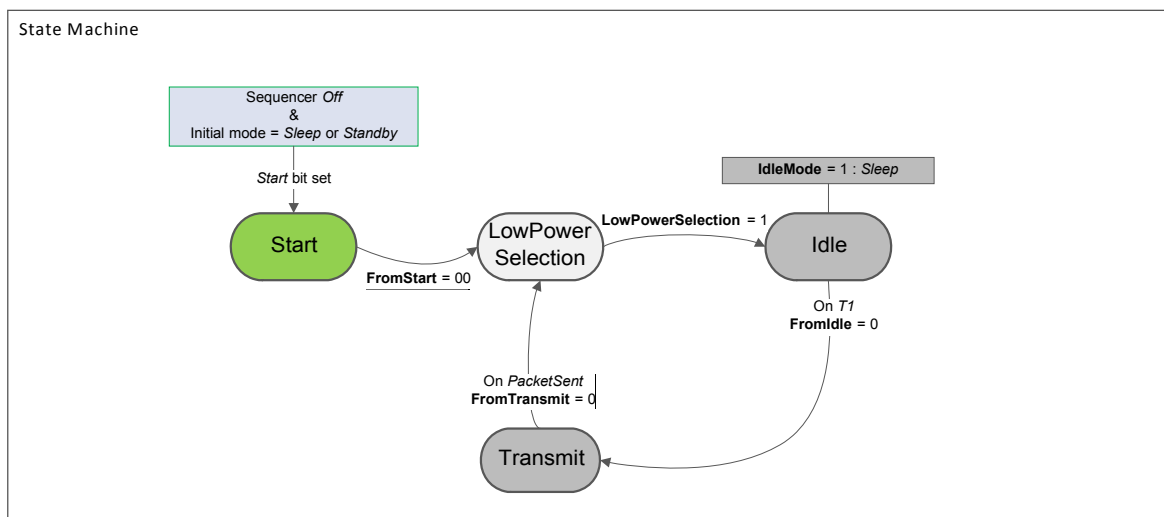 State Machine
Sequencer Off
&
Initial mode = Sleep or Standby
Start bit set
IdleMode = 1 : Sleep
Start
FromStart = 00
LowPower
Selection
LowPowerSelection = 1
Idle
On T1
FromIdle = 0
On PacketSent
FromTransmit = 0
Transmit